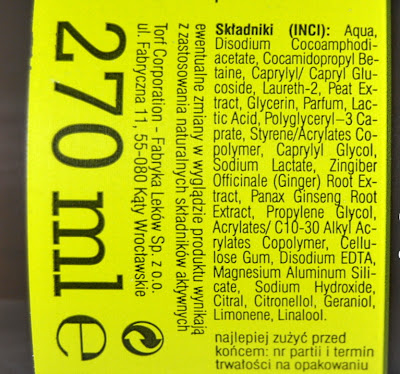 Składniki (INCI): Aqua,
Disodium Cocoamphodi-
acetate, Cocamidopropyl Be-
taine, Caprylyl/ Capryl Glu-
coside, Laureth-2, Peat Ext-
ract, Glycerin, Parfum, Lac-
tic Acid, Polyglyceryl-3 Ca-
prate, Styrene/Acrylates Co-
polymer, Caprylyl Glycol,
Sodium Lactate, Zingiber
Officinale (Ginger) Root Ex-
tract, Panax Ginseng Root
Extract, Propylene Glycol,
Acrylates/ C10-30 Alkyl Ac-
rylates Copolymer, Cellu-
lose Gum, Disodium EDTA,
Magnesium Aluminum Sili-
cate, Sodium Hydroxide,
Citral, Citronellol, Geraniol,
Limonene, Linalool.
najlepiej zużyć przed
końcem: nr partii i termin
trwałości na opakowaniu
ewentualne zmiany w wyglądzie produktu wynikają
z zastosowania naturalnych składników aktywnych
Torf Corporation - Fabryka Leków Sp. z o.o.
ul. Fabryczna 11, 55-080 Kąty Wrocławskie
270 ml e